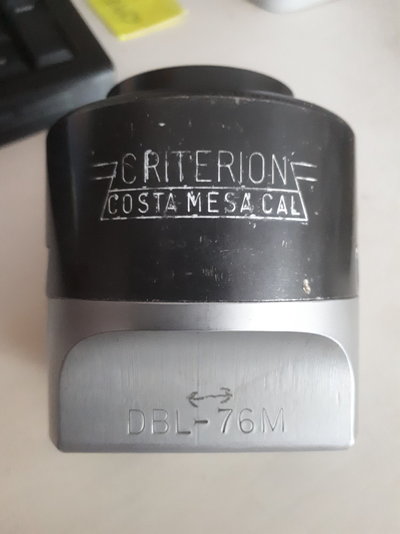 CRITERION
COSTA MESA CAL
DBL-76M